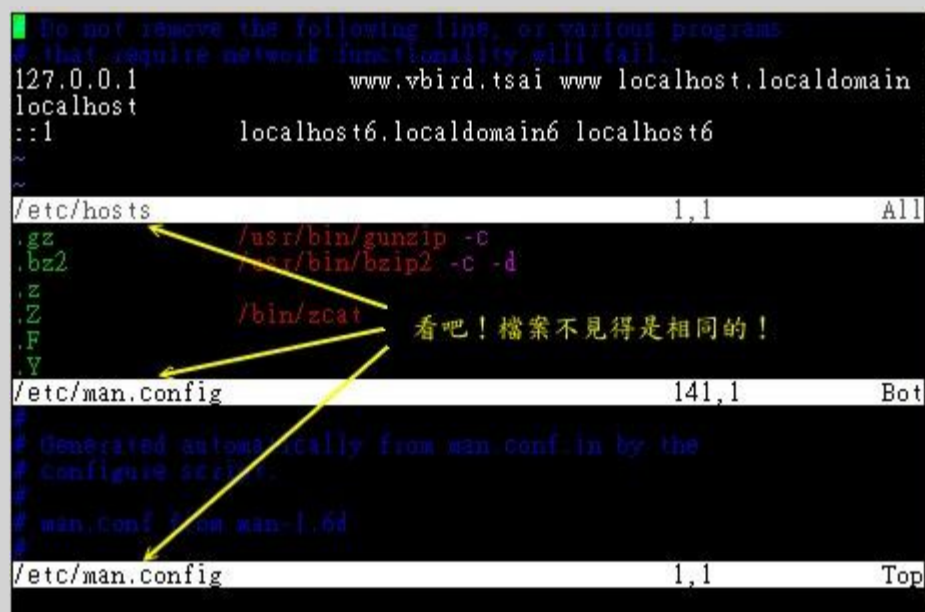 # Do not remove the following line, or various programs
# that require network functionality will fail.
127.0.0.1 www.vbird.tsai www localhost.localdomain
localhost
::1 localhost6.localdomain6 localhost6
~
~
/etc/hosts 1,1 All
.gz /usr/bin/gunzip -c
.bz2 /usr/bin/bzip2 -c -d
.z
.Z /bin/zcat
.F
.Y
看吧！檔案不見得是相同的！
/etc/man.config 141,1 Bot
#
# Generated automatically from man.conf.in by the
# configure script.
#
# man.conf from man-1.6d
#
/etc/man.config 1,1 Top